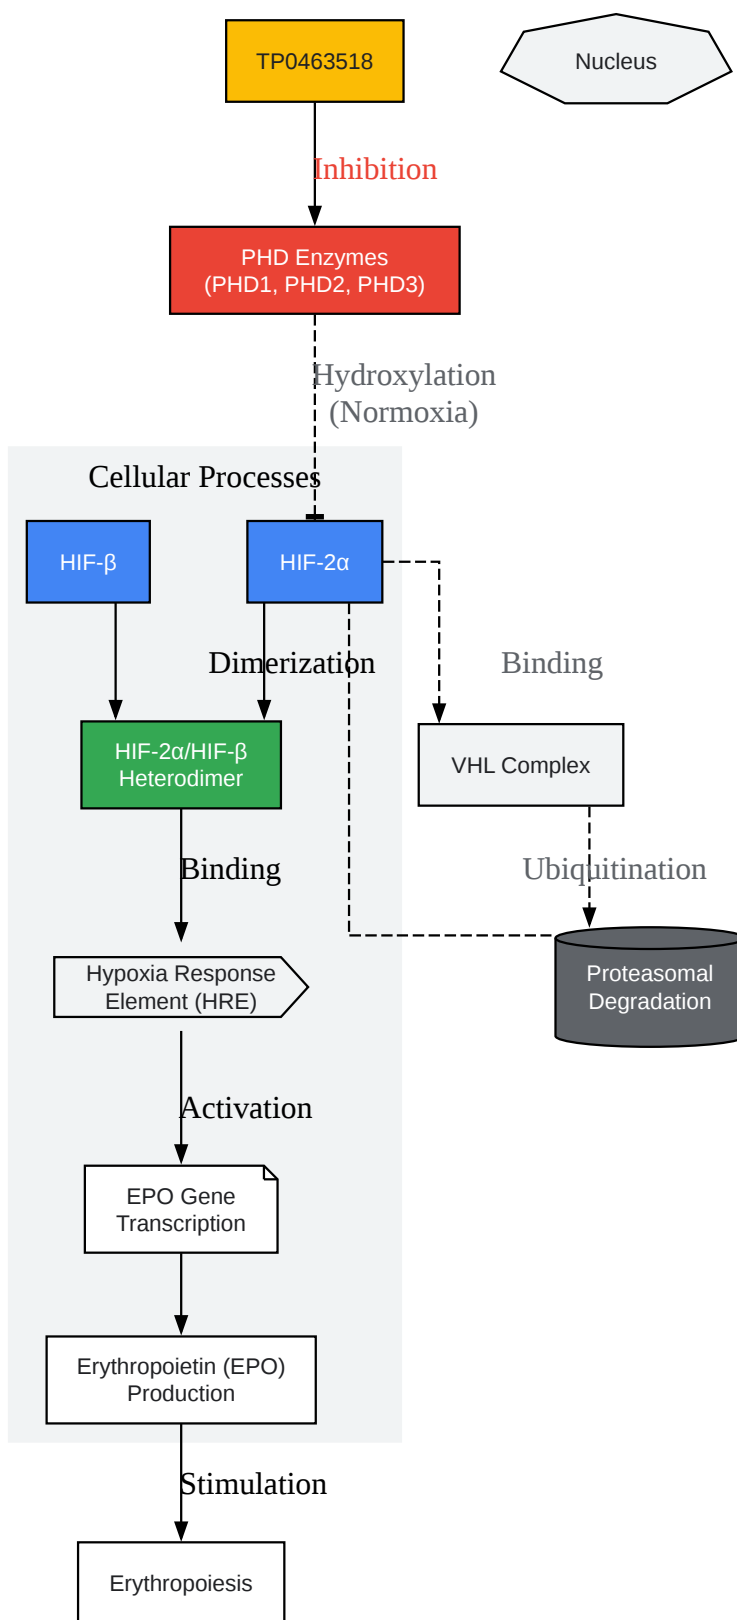 TP0463518
Nucleus
Inhibition
PHD Enzymes
(PHD1, PHD2, PHD3)
Hydroxylation
(Normoxia)
Cellular Processes
HIF-β
HIF-2α
Dimerization
Binding
HIF-2α/HIF-β
Heterodimer
VHL Complex
Binding
Ubiquitination
Hypoxia Response
Element (HRE)
Proteasomal
Degradation
Activation
EPO Gene
Transcription
Erythropoietin (EPO)
Production
Stimulation
Erythropoiesis